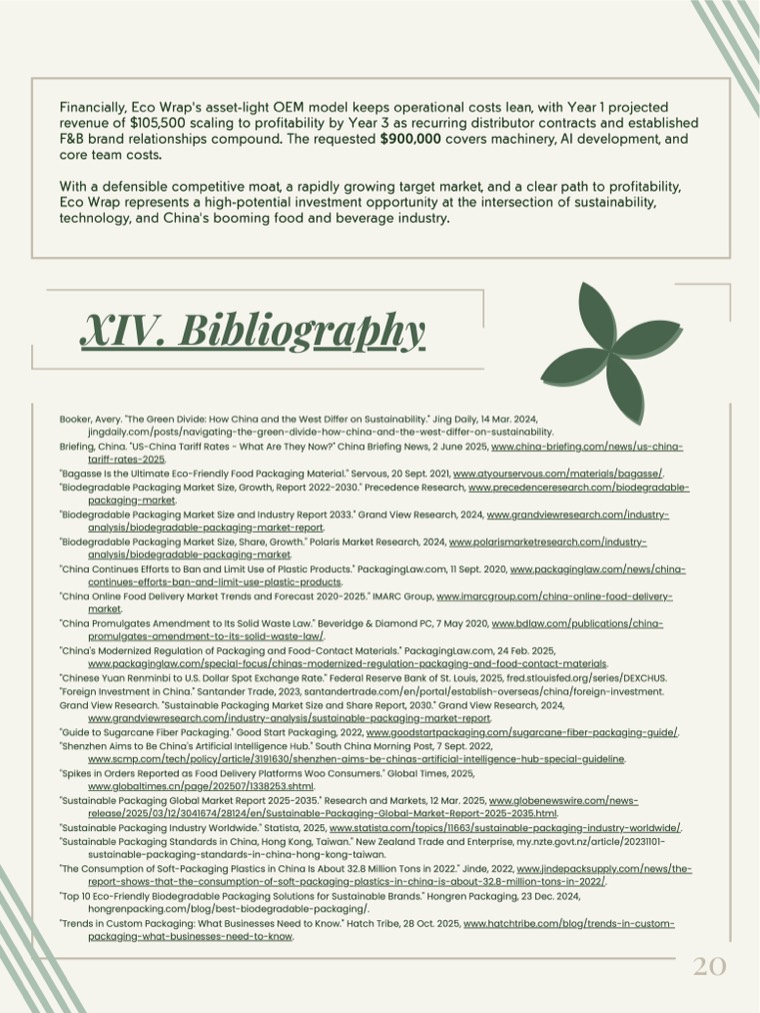 Financially, Eco Wrap's asset-light OEM model keeps operational costs lean, with Year 1 projected
revenue of $105,500 scaling to profitability by Year 3 as recurring distributor contracts and established
F&B brand relationships compound. The requested $900,000 covers machinery, AI development, and
core team costs.
With a defensible competitive moat, a rapidly growing target market, and a clear path to profitability,
Eco Wrap represents a high-potential investment opportunity at the intersection of sustainability,
technology, and China's booming food and beverage industry.
XIV. Bibliography
Booker, Avery. "The Green Divide: How China and the West Differ on Sustainability." Jing Daily, 14 Mar. 2024,
jingdaily.com/posts/navigating-the-green-divide-how-china-and-the-west-differ-on-sustainability.
Briefing, China. "US-China Tariff Rates - What Are They Now?" China Briefing News, 2 June 2025, www.china-briefing.com/news/us-china-
tariff-rates-2025.
"Bagasse Is the Ultimate Eco-Friendly Food Packaging Material." Servous, 20 Sept. 2021, www.atyourservous.com/materials/bagasse/.
"Biodegradable Packaging Market Size, Growth, Report 2022-2030." Precedence Research, www.precedenceresearch.com/biodegradable-
packaging-market.
"Biodegradable Packaging Market Size and Industry Report 2033." Grand View Research, 2024, www.grandviewresearch.com/industry-
analysis/biodegradable-packaging-market-report.
"Biodegradable Packaging Market Size, Share, Growth." Polaris Market Research, 2024, www.polarismarketresearch.com/industry-
analysis/biodegradable-packaging-market.
"China Continues Efforts to Ban and Limit Use of Plastic Products." PackagingLaw.com, 11 Sept. 2020, www.packaginglaw.com/news/china-
continues-efforts-ban-and-limit-use-plastic-products.
"China Online Food Delivery Market Trends and Forecast 2020-2025." IMARC Group, www.imarcgroup.com/china-online-food-delivery-
market.
"China Promulgates Amendment to Its Solid Waste Law." Beveridge & Diamond PC, 7 May 2020, www.bdlaw.com/publications/china-
promulgates-amendment-to-its-solid-waste-law/.
"China's Modernized Regulation of Packaging and Food-Contact Materials." PackagingLaw.com, 24 Feb. 2025,
www.packaginglaw.com/special-focus/chinas-modernized-regulation-packaging-and-food-contact-materials.
"Chinese Yuan Renminbi to U.S. Dollar Spot Exchange Rate." Federal Reserve Bank of St. Louis, 2025, fred.stlouisfed.org/series/DEXCHUS.
"Foreign Investment in China." Santander Trade, 2023, santandertrade.com/en/portal/establish-overseas/china/foreign-investment.
Grand View Research. "Sustainable Packaging Market Size and Share Report, 2030." Grand View Research, 2024,
www.grandviewresearch.com/industry-analysis/sustainable-packaging-market-report.
"Guide to Sugarcane Fiber Packaging." Good Start Packaging, 2022, www.goodstartpackaging.com/sugarcane-fiber-packaging-guide/.
"Shenzhen Aims to Be China's Artificial Intelligence Hub." South China Morning Post, 7 Sept. 2022,
www.scmp.com/tech/policy/article/3191630/shenzhen-aims-be-chinas-artificial-intelligence-hub-special-guideline.
"Spikes in Orders Reported as Food Delivery Platforms Woo Consumers." Global Times, 2025,
www.globaltimes.cn/page/202507/1338253.shtml.
"Sustainable Packaging Global Market Report 2025-2035." Research and Markets, 12 Mar. 2025, www.globenewswire.com/news-
release/2025/03/12/3041674/28124/en/Sustainable-Packaging-Global-Market-Report-2025-2035.html.
"Sustainable Packaging Industry Worldwide." Statista, 2025, www.statista.com/topics/11663/sustainable-packaging-industry-worldwide/.
"Sustainable Packaging Standards in China, Hong Kong, Taiwan." New Zealand Trade and Enterprise, my.nzte.govt.nz/article/20231101-
sustainable-packaging-standards-in-china-hong-kong-taiwan.
"The Consumption of Soft-Packaging Plastics in China Is About 32.8 Million Tons in 2022." Jinde, 2022, www.jindepacksupply.com/news/the-
report-shows-that-the-consumption-of-soft-packaging-plastics-in-china-is-about-32.8-million-tons-in-2022/.
"Top 10 Eco-Friendly Biodegradable Packaging Solutions for Sustainable Brands." Hongren Packaging, 23 Dec. 2024,
hongrenpacking.com/blog/best-biodegradable-packaging/.
"Trends in Custom Packaging: What Businesses Need to Know." Hatch Tribe, 28 Oct. 2025, www.hatchtribe.com/blog/trends-in-custom-
packaging-what-businesses-need-to-know.
20